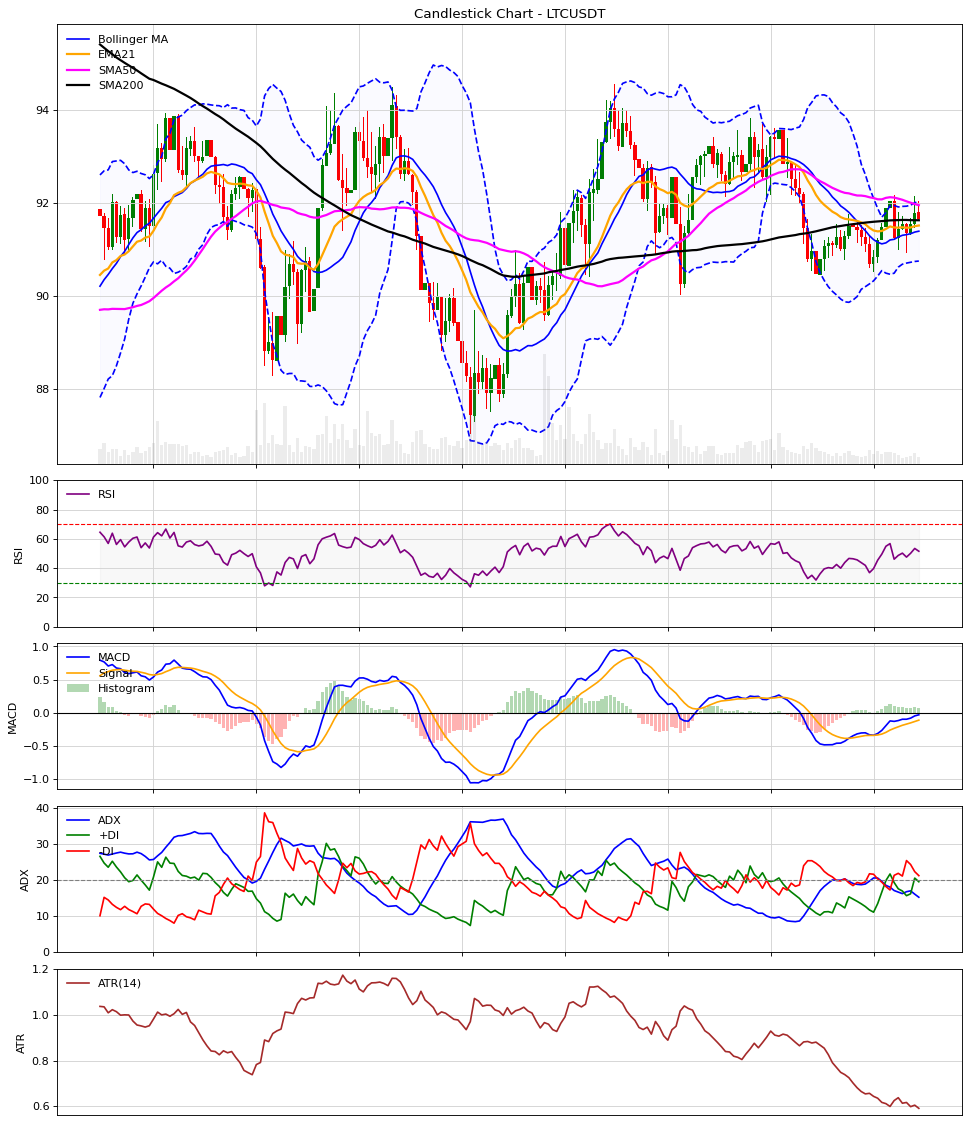 Candlestick Chart - LTCUSDT
Bollinger MA
EMA21
SMA50
SMA200
94
92
90
88
100
80
60
40
20
0
RSI
RSI
1.0
0.5
0.0
−0.5
−1.0
MACD
MACD
Signal
Histogram
40
30
20
10
0
ADX
ADX
+DI
-DI
1.2
1.0
0.8
0.6
ATR
ATR(14)